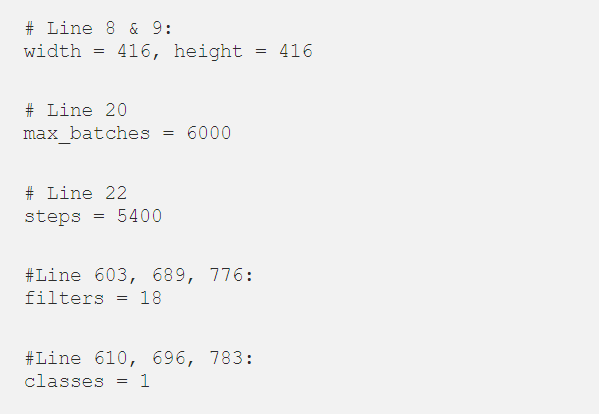 # Line 8 & 9:
width = 416, height = 416
# Line 20
max_batches = 6000
# Line 22
steps = 5400
#Line 603, 689, 776:
filters = 18
#Line 610, 696, 783:
classes = 1